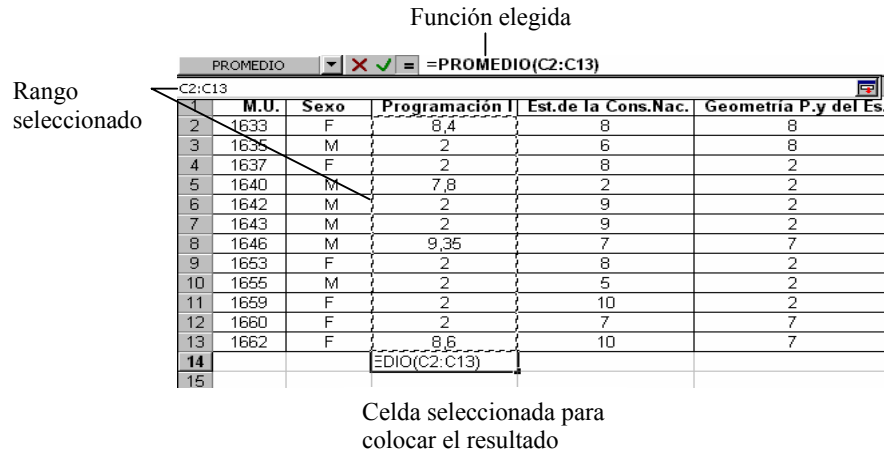 Función elegida
PROMEDIO = =PROMEDIO(C2:C13)
Rango
seleccionado
C2:C13
1 M.U. Sexo Programación I Est.de la Cons.Nac. Geometría P.y del Es.
2 1633 F 8,4 8 8
3 1635 M 2 6 8
4 1637 F 2 8 2
5 1640 M 7,8 2 2
6 1642 M 2 9 2
7 1643 M 2 9 2
8 1646 M 9,35 7 7
9 1653 F 2 8 2
10 1655 M 2 5 2
11 1659 F 2 10 2
12 1660 F 2 7 7
13 1662 F 8,6 10 7
14 EDIO(C2:C13)
15
Celda seleccionada para
colocar el resultado